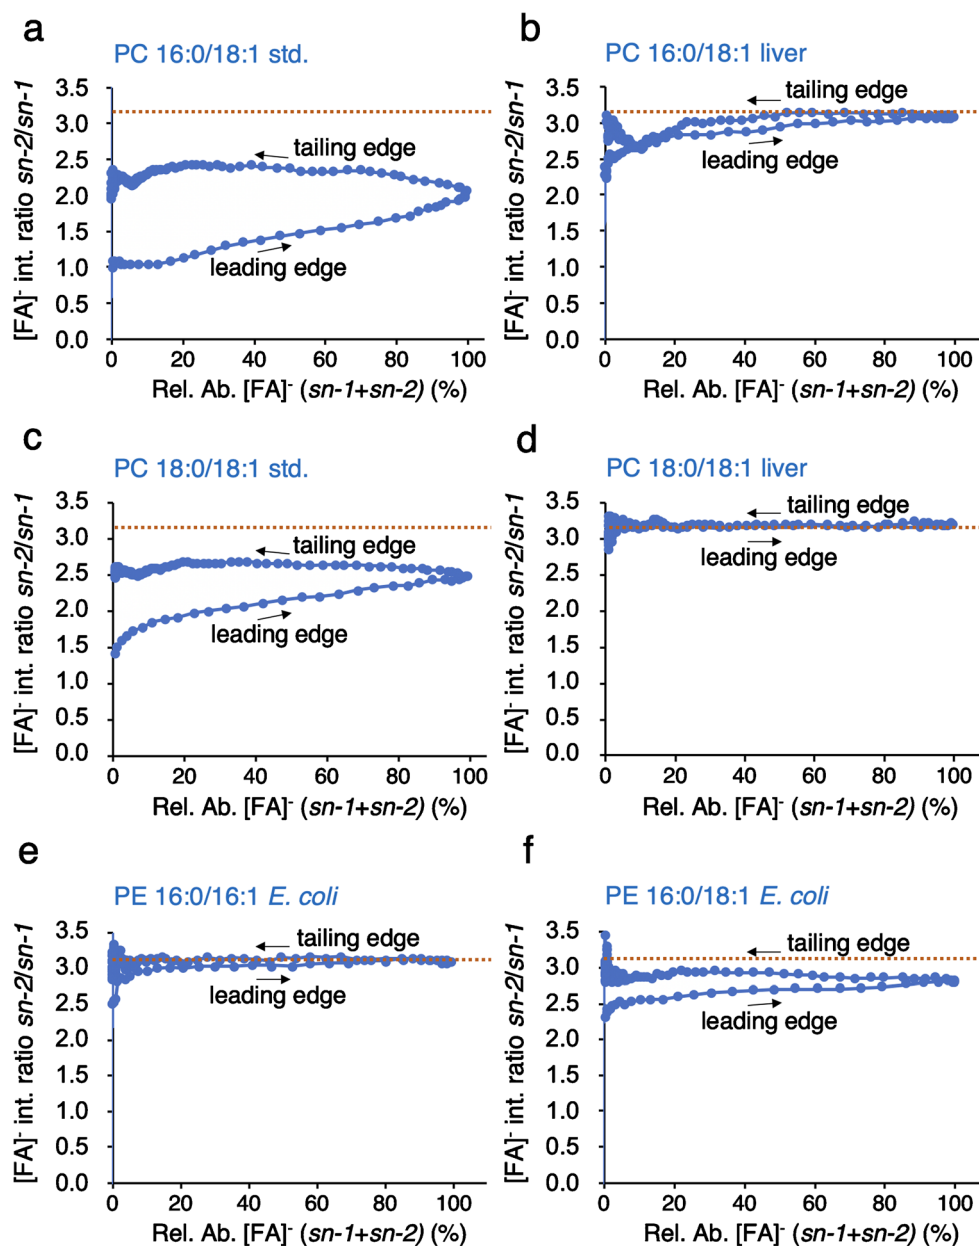 a
PC 16:0/18:1 std.
[FA]⁻ int. ratio sn-2/sn-1
3.5
3.0
2.5
2.0
1.5
1.0
0.5
0.0
tailing edge
leading edge
0 20 40 60 80 100
Rel. Ab. [FA]⁻ (sn-1+sn-2) (%)
b
PC 16:0/18:1 liver
[FA]⁻ int. ratio sn-2/sn-1
3.5
3.0
2.5
2.0
1.5
1.0
0.5
0.0
tailing edge
leading edge
0 20 40 60 80 100
Rel. Ab. [FA]⁻ (sn-1+sn-2) (%)
c
PC 18:0/18:1 std.
[FA]⁻ int. ratio sn-2/sn-1
3.5
3.0
2.5
2.0
1.5
1.0
0.5
0.0
tailing edge
leading edge
0 20 40 60 80 100
Rel. Ab. [FA]⁻ (sn-1+sn-2) (%)
d
PC 18:0/18:1 liver
[FA]⁻ int. ratio sn-2/sn-1
3.5
3.0
2.5
2.0
1.5
1.0
0.5
0.0
tailing edge
leading edge
0 20 40 60 80 100
Rel. Ab. [FA]⁻ (sn-1+sn-2) (%)
e
PE 16:0/16:1 E. coli
[FA]⁻ int. ratio sn-2/sn-1
3.5
3.0
2.5
2.0
1.5
1.0
0.5
0.0
tailing edge
leading edge
0 20 40 60 80 100
Rel. Ab. [FA]⁻ (sn-1+sn-2) (%)
f
PE 16:0/18:1 E. coli
[FA]⁻ int. ratio sn-2/sn-1
3.5
3.0
2.5
2.0
1.5
1.0
0.5
0.0
tailing edge
leading edge
0 20 40 60 80 100
Rel. Ab. [FA]⁻ (sn-1+sn-2) (%)